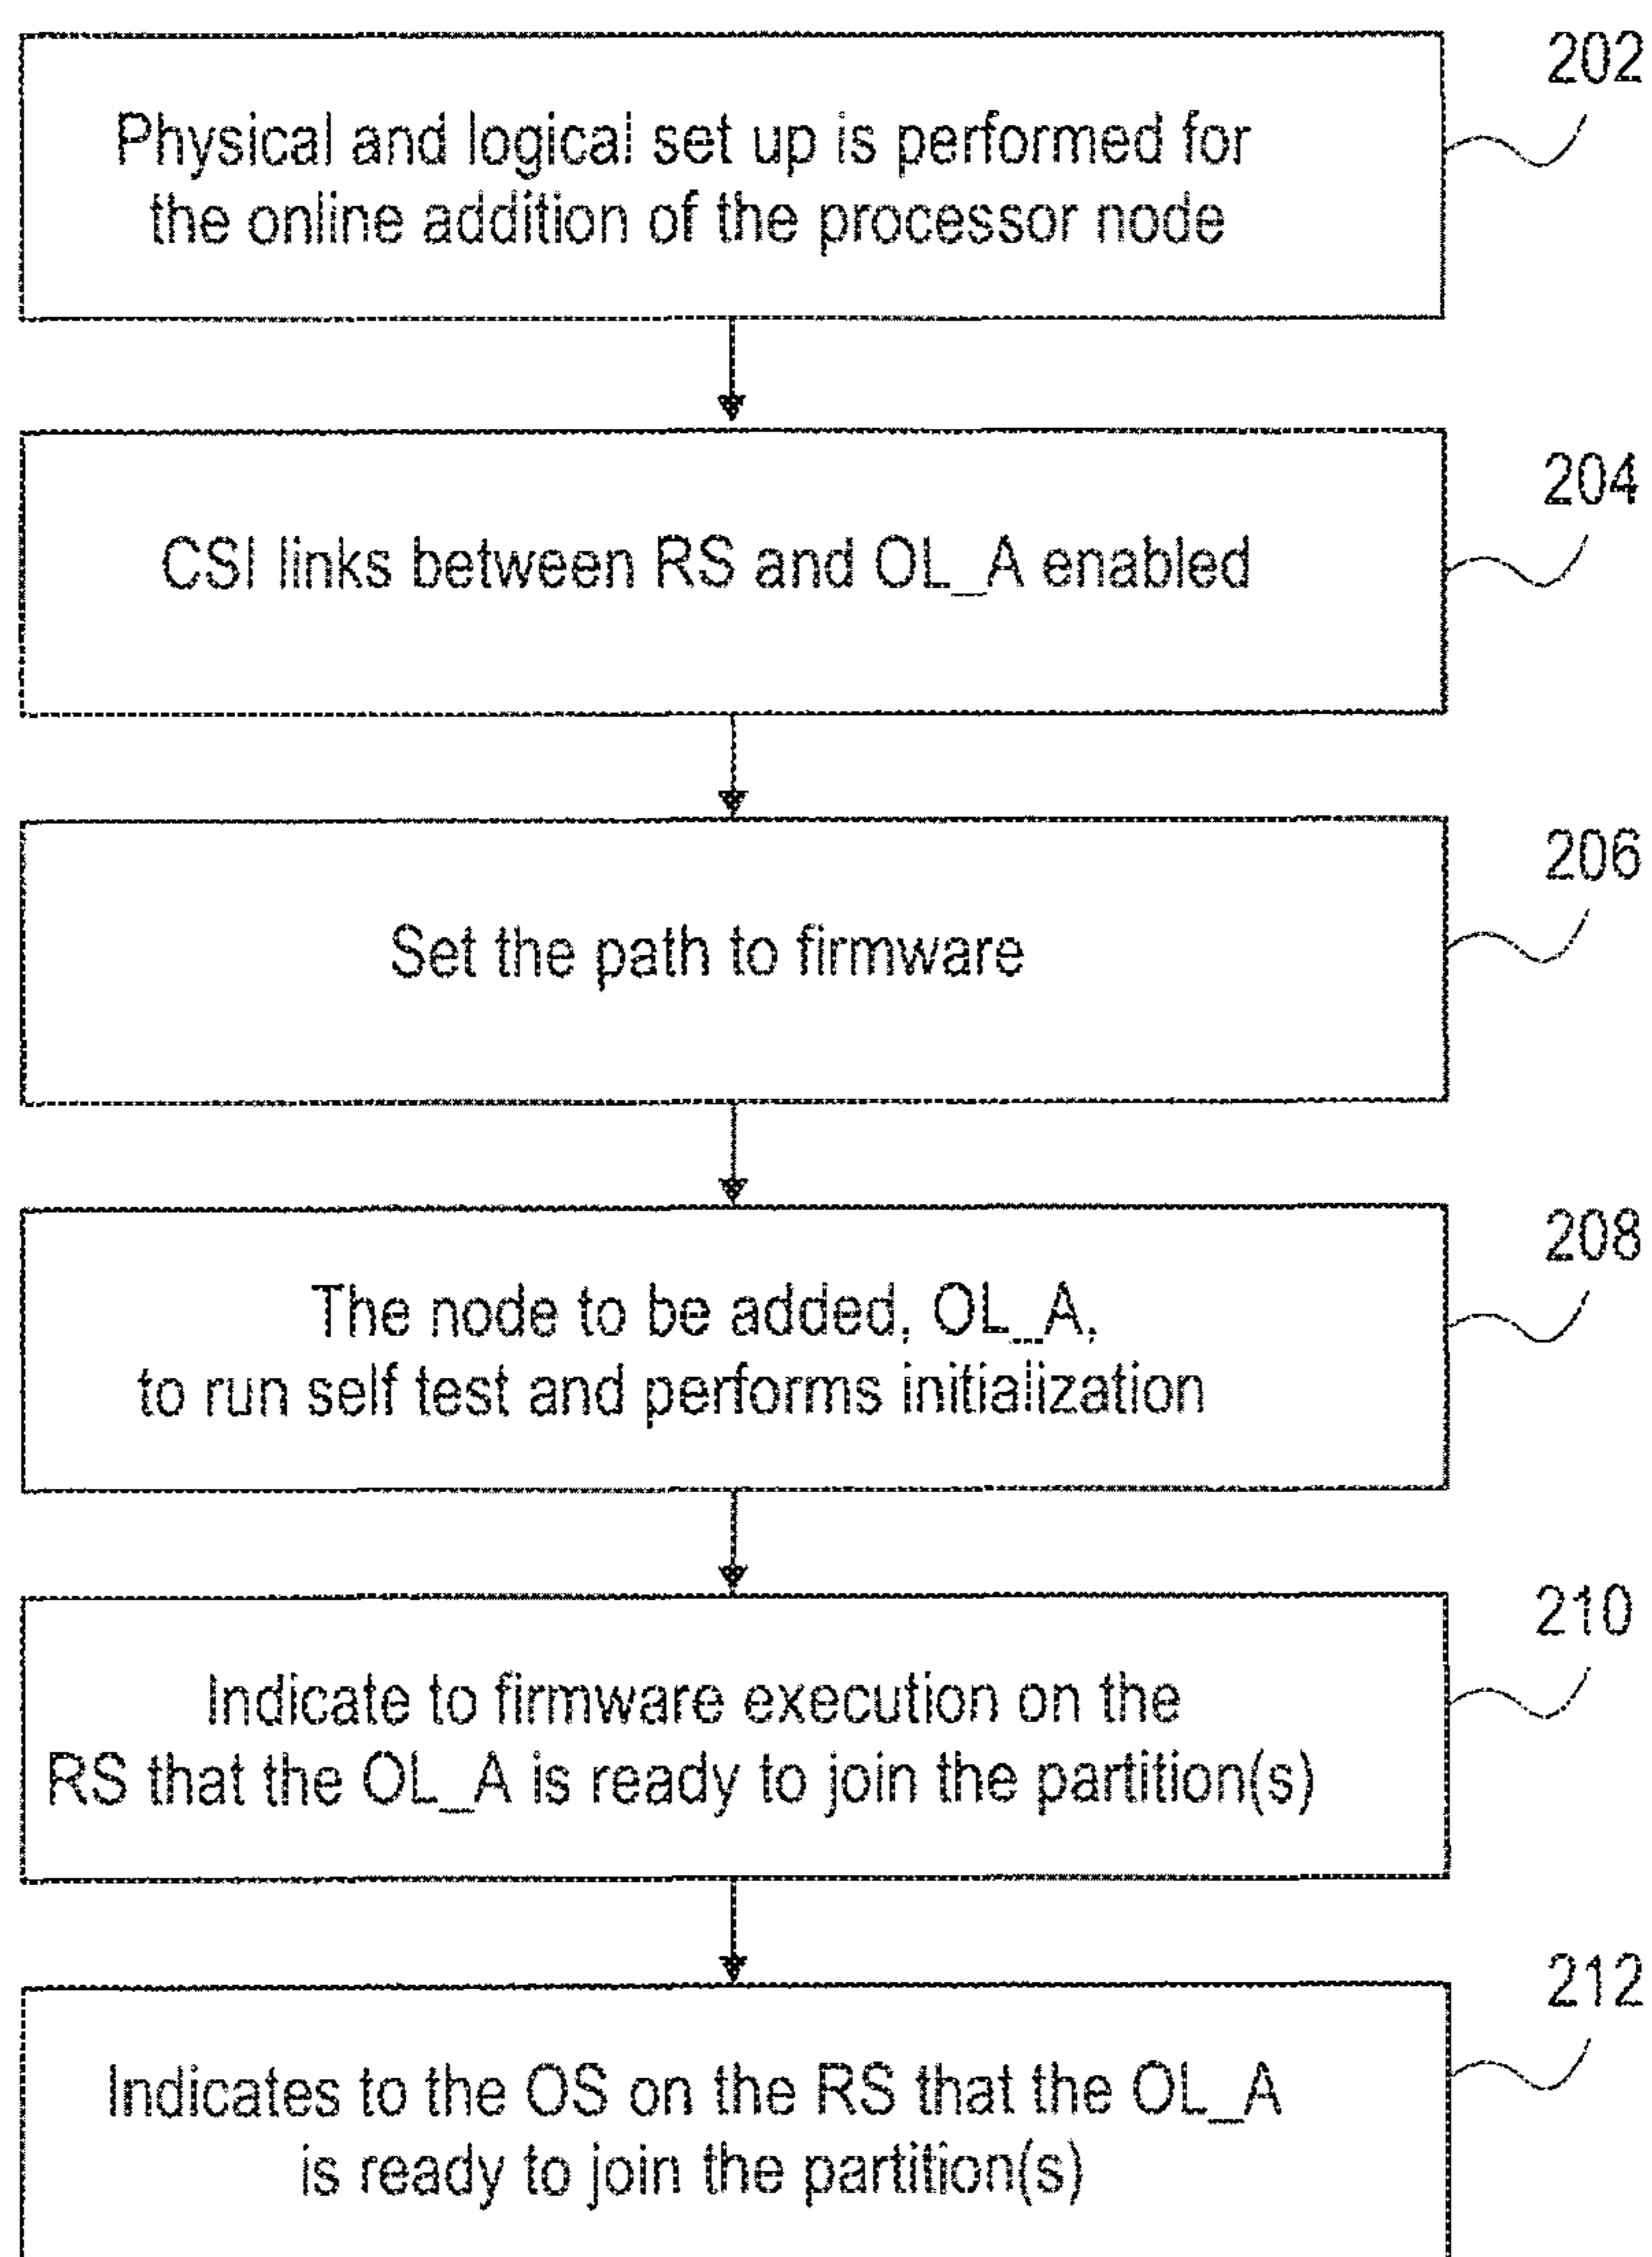 202
Physical and logical set up is performed for
the online addition of the processor node
204
CSI links between RS and OL_A enabled
206
Set the path to firmware
208
The node to be added, OL_A,
to run self test and performs initialization
210
Indicate to firmware execution on the
RS that the OL_A is ready to join the partition(s)
212
Indicates to the OS on the RS that the OL_A
is ready to join the partition(s)